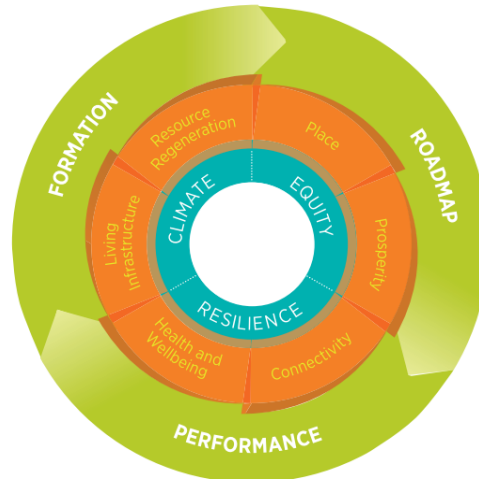 FORMATION
ROADMAP
PERFORMANCE
Resource
Regeneration
Place
Prosperity
Connectivity
Health and
Wellbeing
Living
Infrastructure
CLIMATE
EQUITY
RESILIENCE